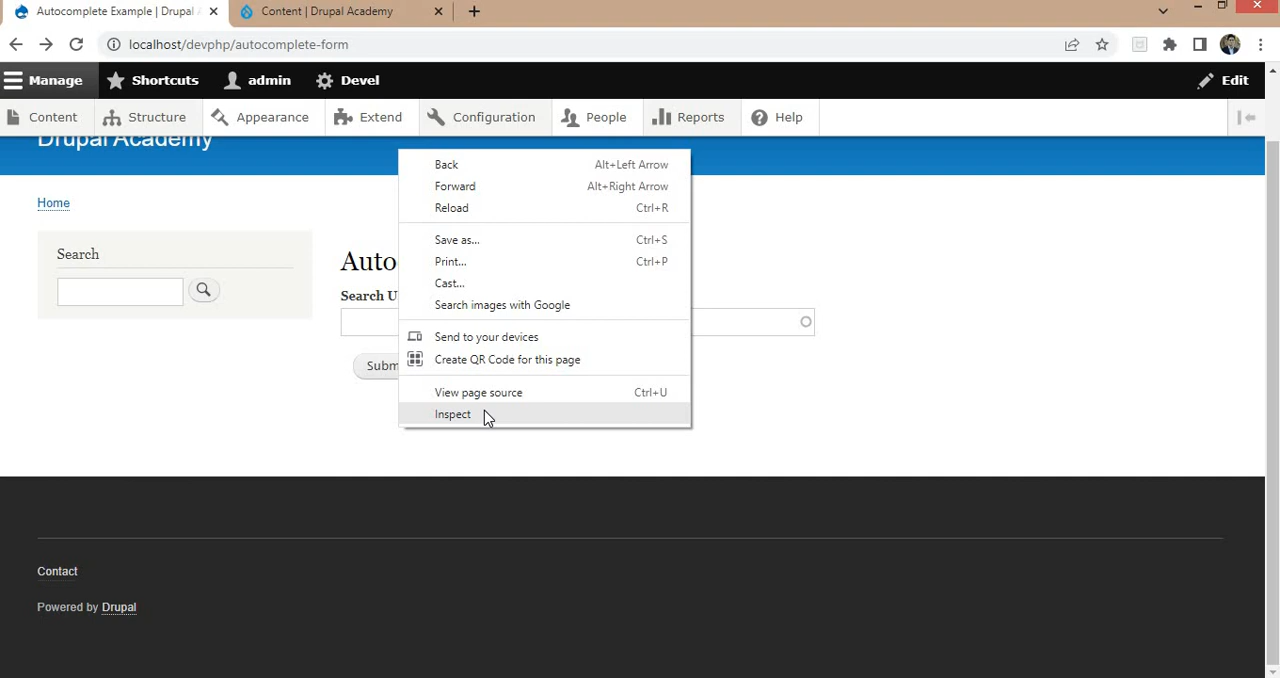 Autocomplete Example | Drupal
Content | Drupal Academy
localhost/devphp/autocomplete-form
Manage Shortcuts admin Devel Edit
Content Structure Appearance Extend Configuration People Reports Help
Drupal Academy
Home
Search
Auto
Search U
Subm
Back Alt+Left Arrow
Forward Alt+Right Arrow
Reload Ctrl+R
Save as... Ctrl+S
Print... Ctrl+P
Cast...
Search images with Google
Send to your devices
Create QR Code for this page
View page source Ctrl+U
Inspect
Contact
Powered by Drupal